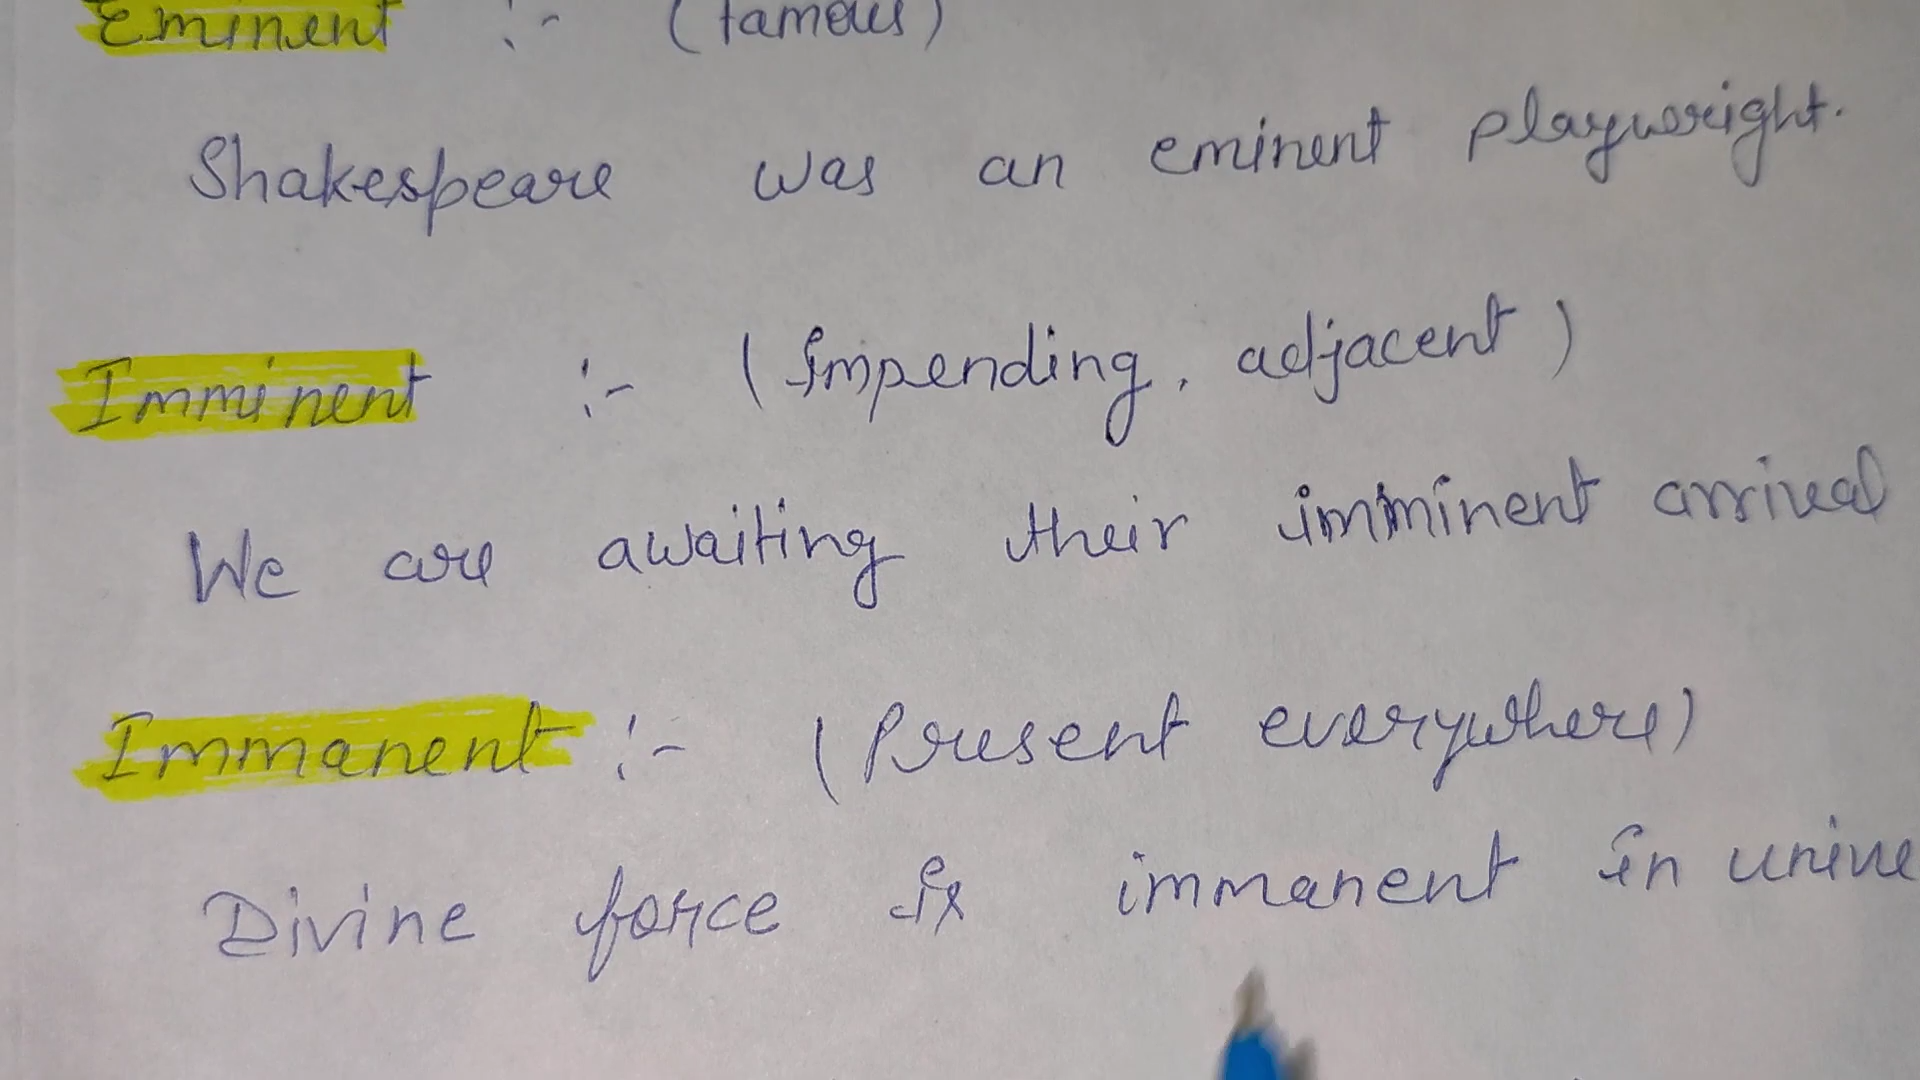 Eminent :- (famous)
Shakespeare was an eminent playwright.
Imminent :- (Impending, adjacent)
We are awaiting their imminent arrival
Immanent :- (Present everywhere)
Divine force is immanent in unive